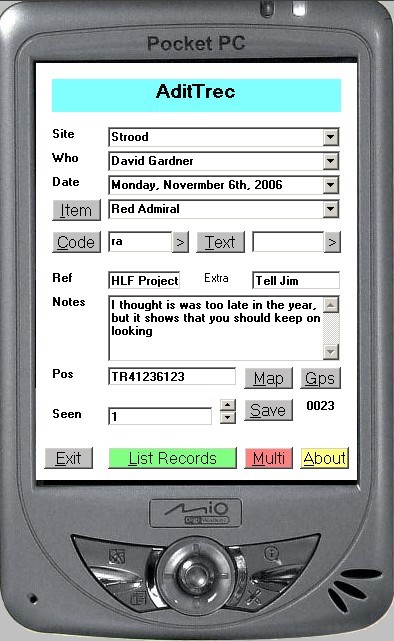 Pocket PC
AditTrec
Site Strood
Who David Gardner
Date Monday, Novermber 6th, 2006
Item Red Admiral
Code ra > Text >
Ref HLF Project Extra Tell Jim
Notes I thought is was too late in the year,
but it shows that you should keep on
looking
Pos TR41236123 Map Gps
Seen 1 Save 0023
Exit List Records Multi About
Mio
DigiWalker